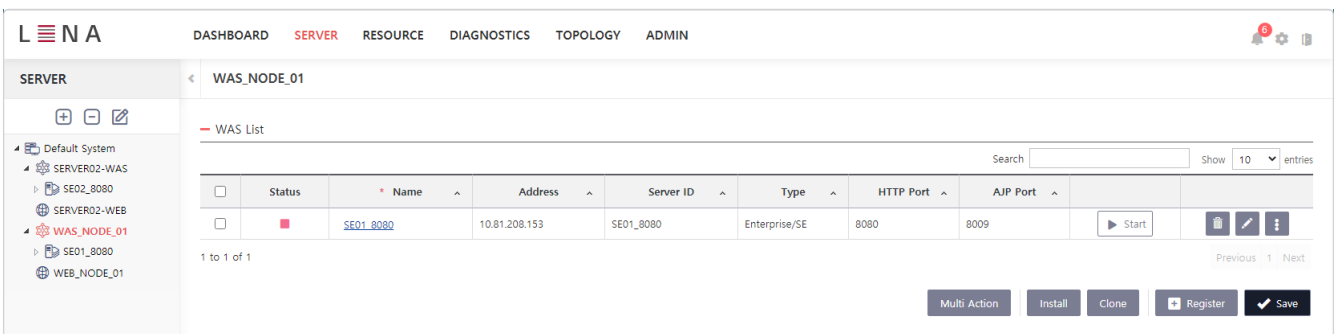 LENA
DASHBOARD SERVER RESOURCE DIAGNOSTICS TOPOLOGY ADMIN
6
SERVER
WAS_NODE_01
Default System
SERVER02-WAS
SE02_8080
SERVER02-WEB
WAS_NODE_01
SE01_8080
WEB_NODE_01
WAS List
Search Show 10 entries
Status * Name Address Server ID Type HTTP Port AJP Port
SE01_8080 10.81.208.153 SE01_8080 Enterprise/SE 8080 8009 Start
1 to 1 of 1
Previous 1 Next
Multi Action Install Clone Register Save